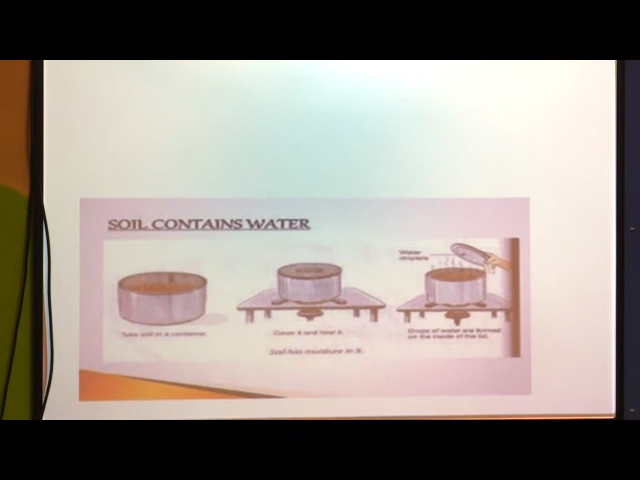 SOIL CONTAINS WATER
Water
droplets
Take soil in a container.
Cover it and heat it.
Drops of water are formed
on the inside of the lid.
Soil has moisture in it.